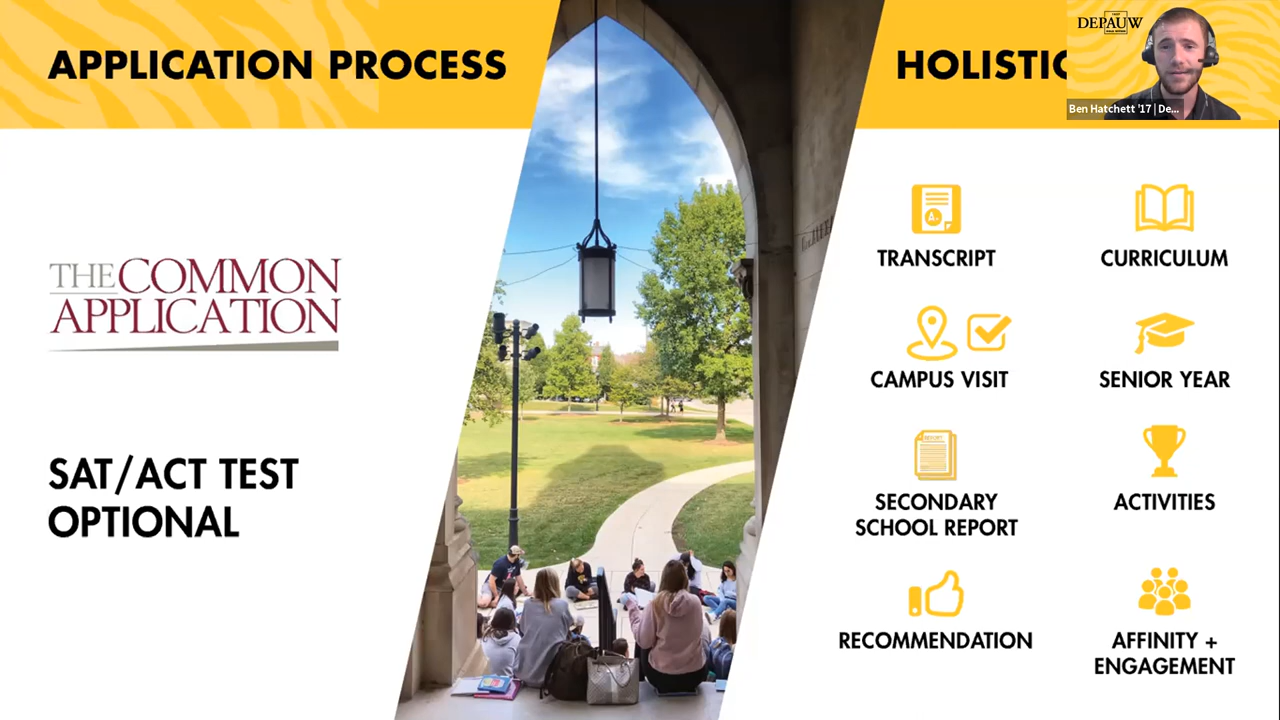 APPLICATION PROCESS
HOLISTIC
DEPAUW
Ben Hatchett '17 | De...
THE COMMON
APPLICATION
SAT/ACT TEST
OPTIONAL
TRANSCRIPT
CURRICULUM
CAMPUS VISIT
SENIOR YEAR
REPORT
SECONDARY
SCHOOL REPORT
ACTIVITIES
RECOMMENDATION
AFFINITY +
ENGAGEMENT